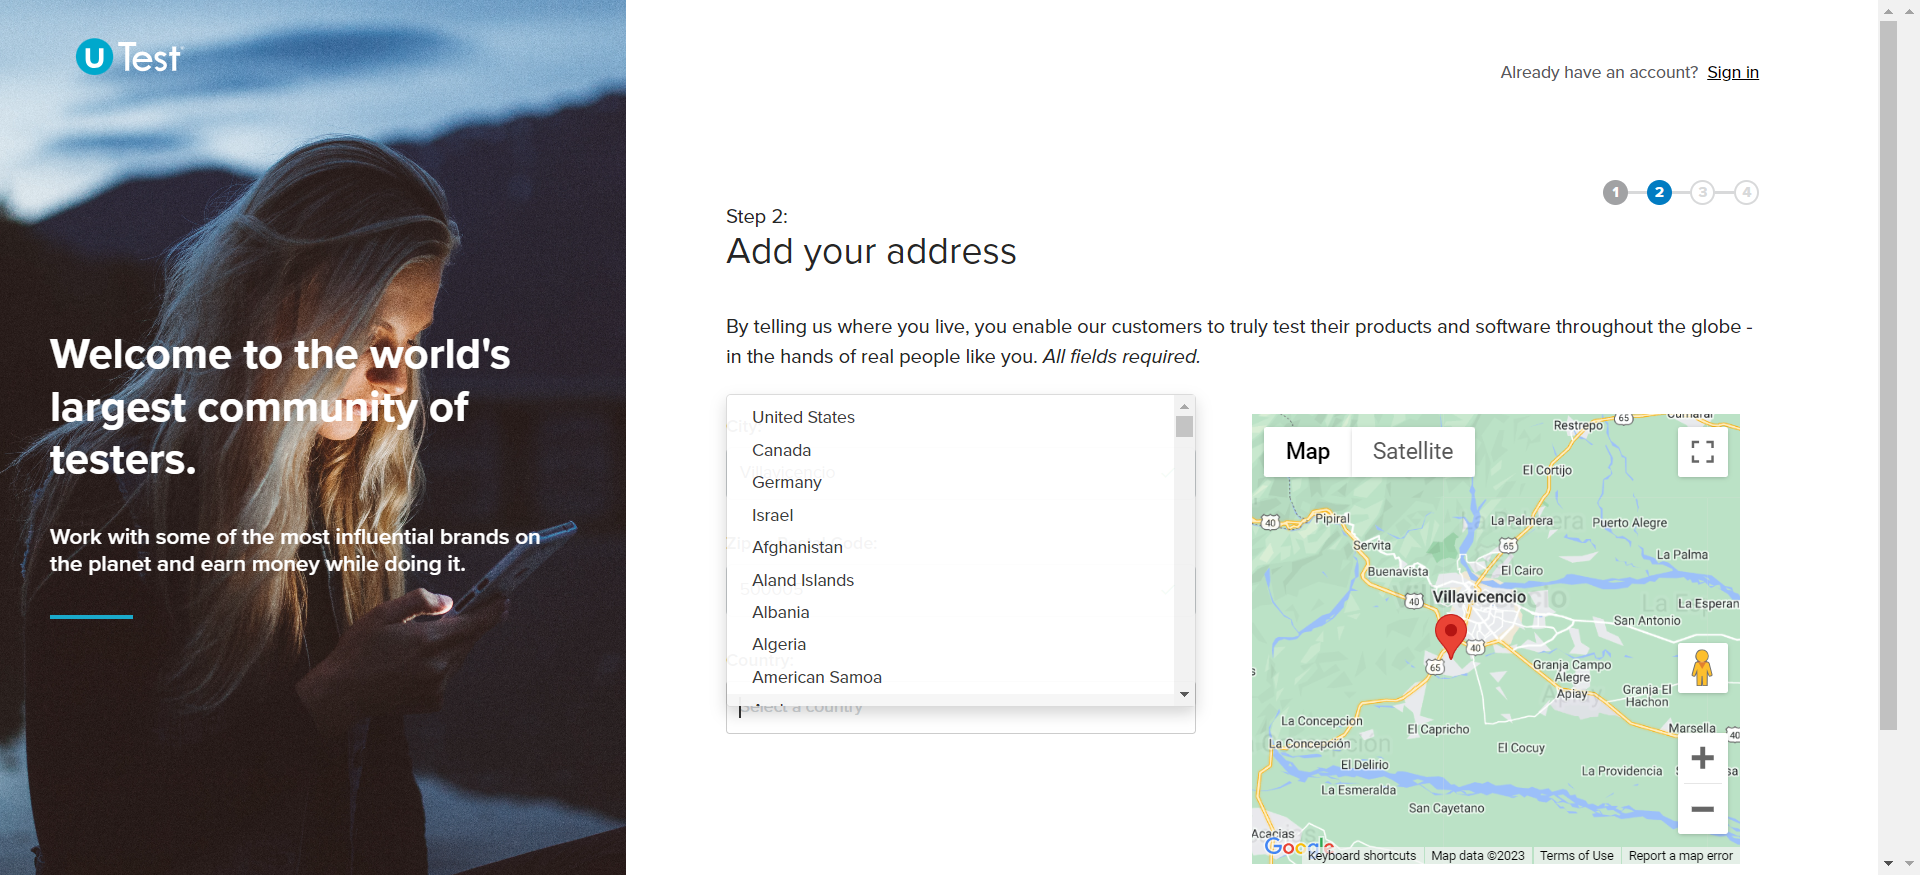 U Test
Already have an account? Sign in
1 2 3 4
Step 2:
Add your address
By telling us where you live, you enable our customers to truly test their products and software throughout the globe -
in the hands of real people like you. All fields required.
Welcome to the world's
largest community of
testers.
Work with some of the most influential brands on
the planet and earn money while doing it.
United States
Canada
Villavicencio
Germany
Israel
Afghanistan
Aland Islands
Albania
Algeria
Country:
American Samoa
Select a country
Map Satellite
Restrepo
65
El Cortijo
40
Pipiral
La Palmera
Puerto Alegre
Servita
65
La Palma
Buenavista
El Cairo
40
Villavicencio
La Esperan
San Antonio
40
65
Granja Campo
Alegre
Apiay
Granja El
Hachon
La Concepcion
Marsella
40
El Capricho
La Concepción
El Cocuy
El Delirio
La Providencia
La Esmeralda
San Cayetano
Acacias
Google
Keyboard shortcuts Map data ©2023 Terms of Use Report a map error